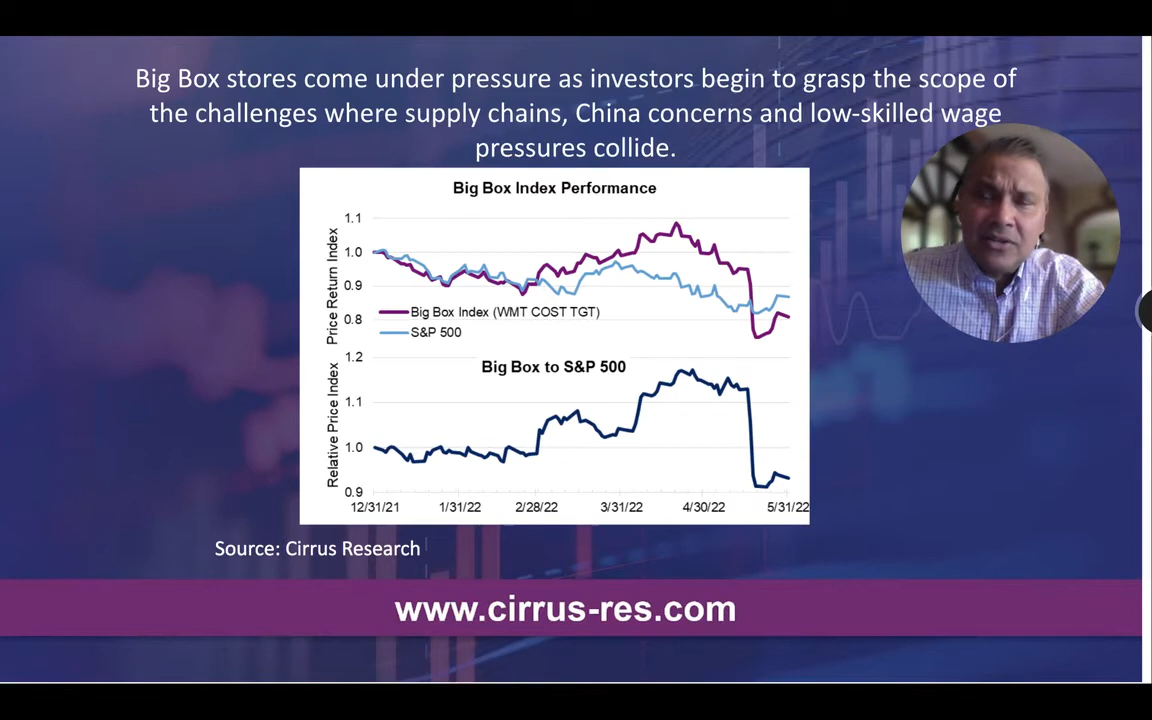 Big Box stores come under pressure as investors begin to grasp the scope of
the challenges where supply chains, China concerns and low-skilled wage
pressures collide.
Big Box Index Performance
Price Return Index
1.1
1.0
0.9
0.8
Big Box Index (WMT COST TGT)
S&P 500
Big Box to S&P 500
Relative Price Index
1.2
1.1
1.0
0.9
12/31/21 1/31/22 2/28/22 3/31/22 4/30/22 5/31/22
Source: Cirrus Research
www.cirrus-res.com